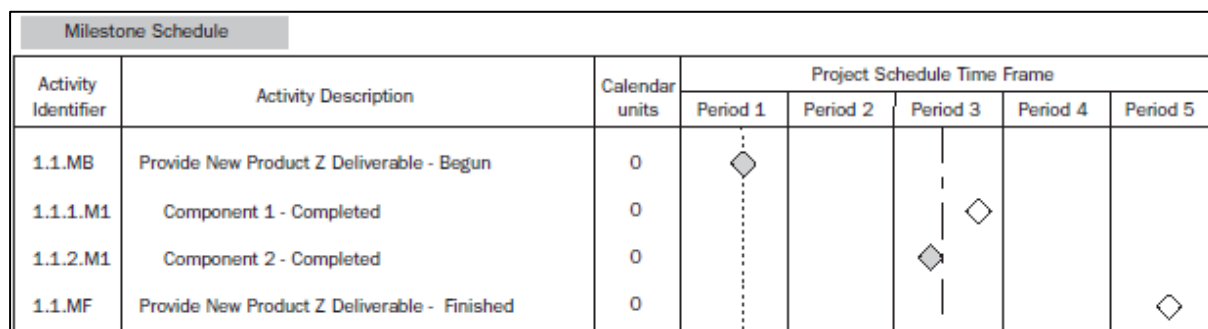 Milestone Schedule
Activity Identifier Activity Description Calendar units Project Schedule Time Frame
Period 1 Period 2 Period 3 Period 4 Period 5
1.1.MB Provide New Product Z Deliverable - Begun 0
1.1.1.M1 Component 1 - Completed 0
1.1.2.M1 Component 2 - Completed 0
1.1.MF Provide New Product Z Deliverable - Finished 0